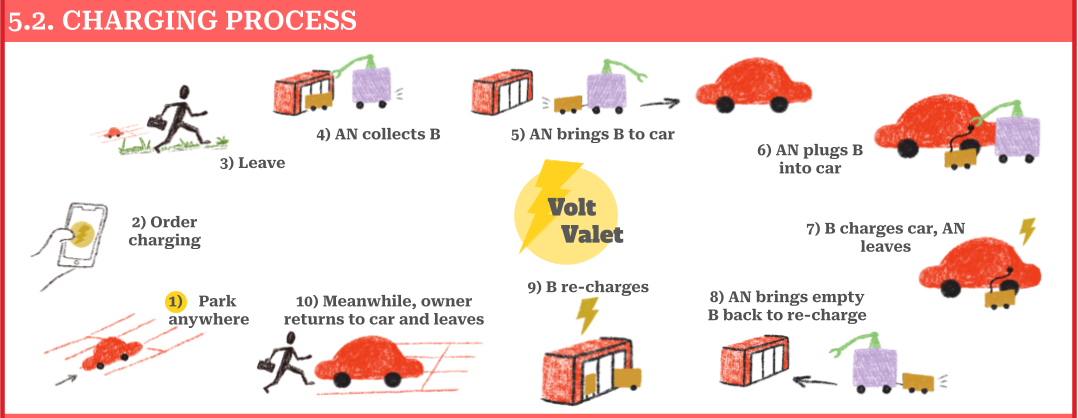 5.2. CHARGING PROCESS
1) Park
anywhere
2) Order
charging
3) Leave
4) AN collects B
5) AN brings B to car
6) AN plugs B
into car
7) B charges car, AN
leaves
8) AN brings empty
B back to re-charge
9) B re-charges
10) Meanwhile, owner
returns to car and leaves
Volt
Valet